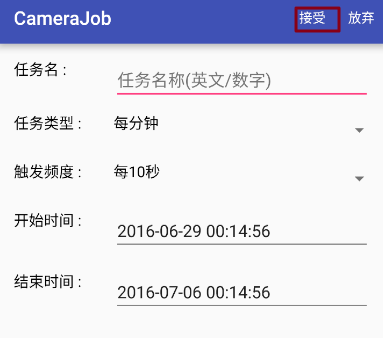 CameraJob 接受 放弃
任务名 : 任务名称(英文/数字)
任务类型 : 每分钟
触发频度 : 每10秒
开始时间 : 2016-06-29 00:14:56
结束时间 : 2016-07-06 00:14:56